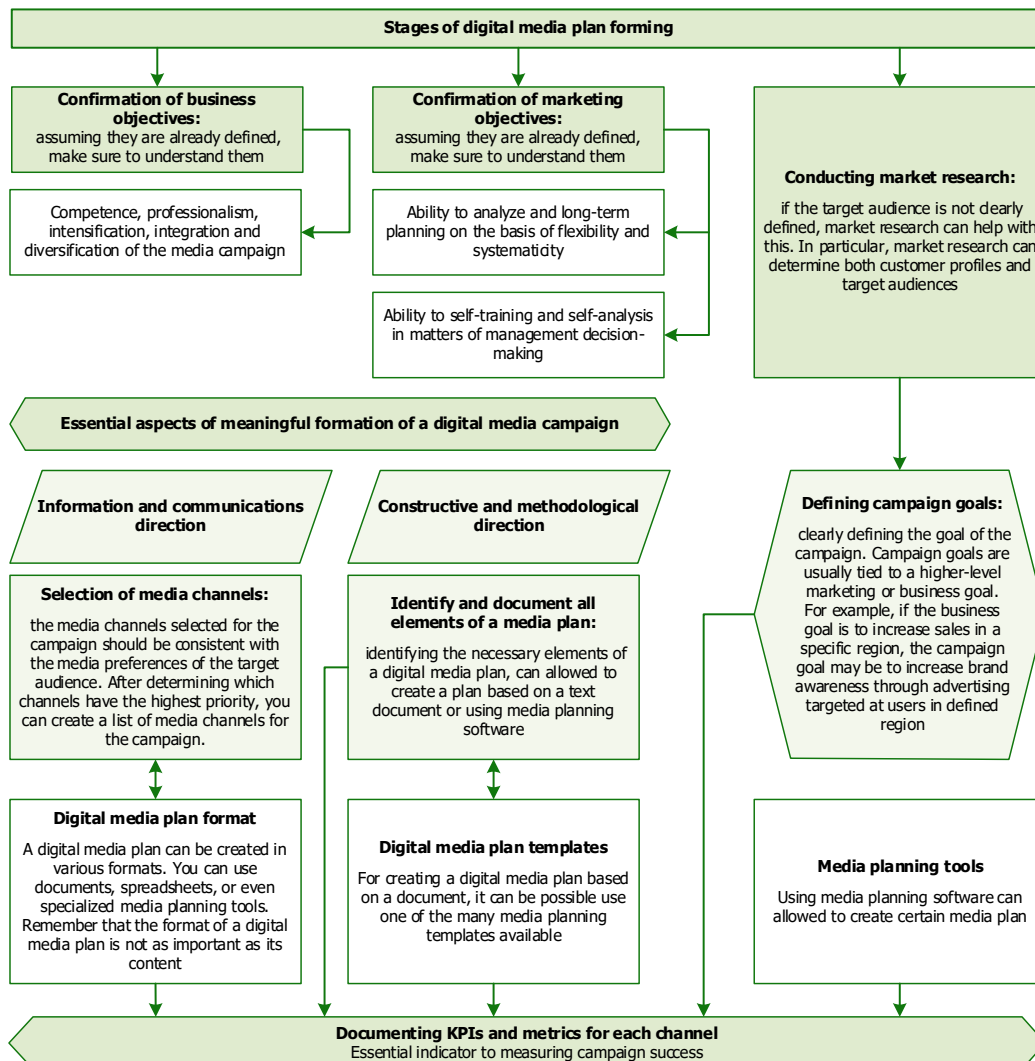 Stages of digital media plan forming
Confirmation of business
objectives:
assuming they are already defined,
make sure to understand them
Confirmation of marketing
objectives:
assuming they are already defined,
make sure to understand them
Conducting market research:
if the target audience is not clearly
defined, market research can help with
this. In particular, market research can
determine both customer profiles and
target audiences
Competence, professionalism,
intensification, integration and
diversification of the media campaign
Ability to analyze and long-term
planning on the basis of flexibility and
systematicity
Ability to self-training and self-analysis
in matters of management decision-
making
Essential aspects of meaningful formation of a digital media campaign
Information and communications
direction
Constructive and methodological
direction
Defining campaign goals:
clearly defining the goal of the
campaign. Campaign goals are
usually tied to a higher-level
marketing or business goal.
For example, if the business
goal is to increase sales in a
specific region, the campaign
goal may be to increase brand
awareness through advertising
targeted at users in defined
region
Selection of media channels:
the media channels selected for the
campaign should be consistent with
the media preferences of the target
audience. After determining which
channels have the highest priority, you
can create a list of media channels for
the campaign.
Identify and document all
elements of a media plan:
identifying the necessary elements of
a digital media plan, can allowed to
create a plan based on a text
document or using media planning
software
Digital media plan format
A digital media plan can be created in
various formats. You can use
documents, spreadsheets, or even
specialized media planning tools.
Remember that the format of a digital
media plan is not as important as its
content
Digital media plan templates
For creating a digital media plan based
on a document, it can be possible use
one of the many media planning
templates available
Media planning tools
Using media planning software can
allowed to create certain media plan
Documenting KPIs and metrics for each channel
Essential indicator to measuring campaign success